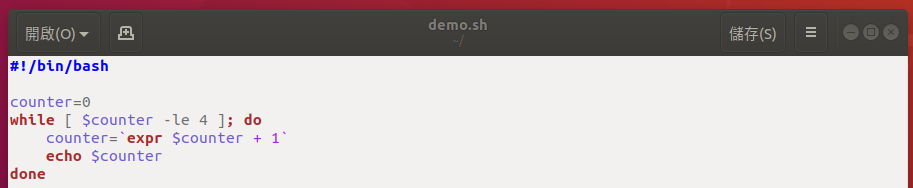 開啟(O)
demo.sh
~/
儲存(S)
#!/bin/bash
counter=0
while [ $counter -le 4 ]; do
    counter=`expr $counter + 1`
    echo $counter
done